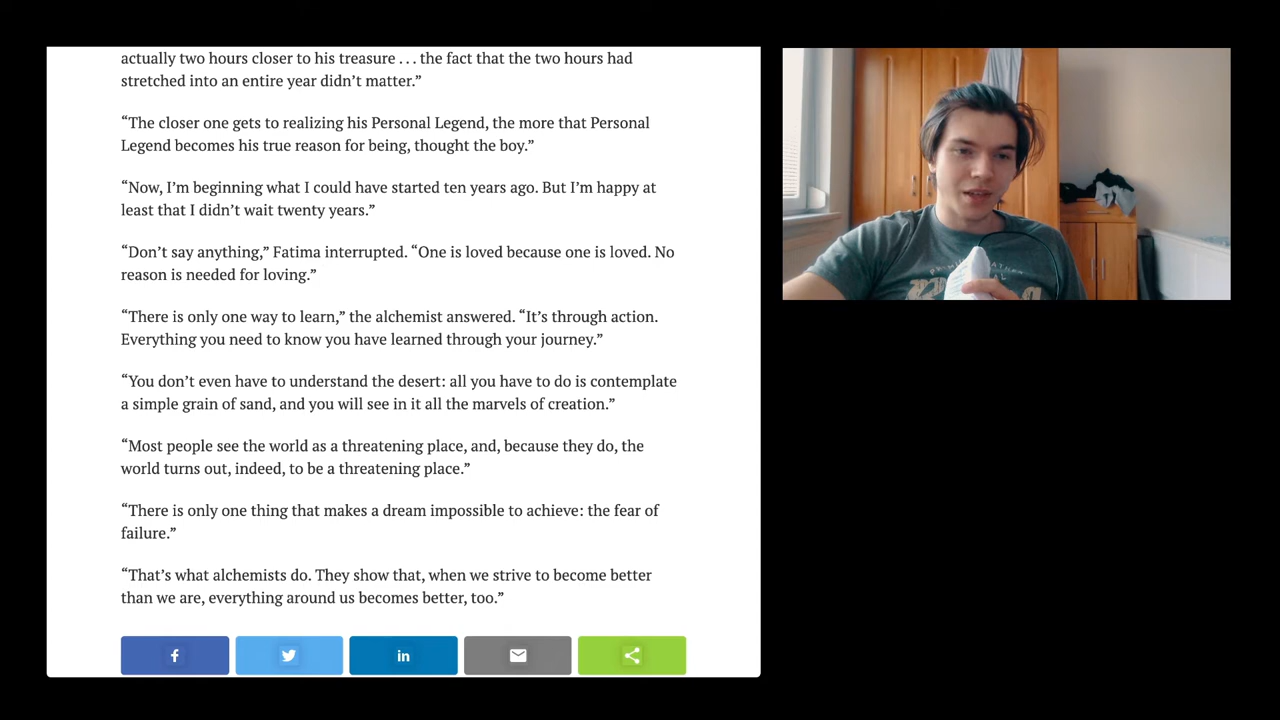 actually two hours closer to his treasure . . . the fact that the two hours had
stretched into an entire year didn’t matter.”
“The closer one gets to realizing his Personal Legend, the more that Personal
Legend becomes his true reason for being, thought the boy.”
“Now, I’m beginning what I could have started ten years ago. But I’m happy at
least that I didn’t wait twenty years.”
“Don’t say anything,” Fatima interrupted. “One is loved because one is loved. No
reason is needed for loving.”
“There is only one way to learn,” the alchemist answered. “It’s through action.
Everything you need to know you have learned through your journey.”
“You don’t even have to understand the desert: all you have to do is contemplate
a simple grain of sand, and you will see in it all the marvels of creation.”
“Most people see the world as a threatening place, and, because they do, the
world turns out, indeed, to be a threatening place.”
“There is only one thing that makes a dream impossible to achieve: the fear of
failure.”
“That’s what alchemists do. They show that, when we strive to become better
than we are, everything around us becomes better, too.”
f
in